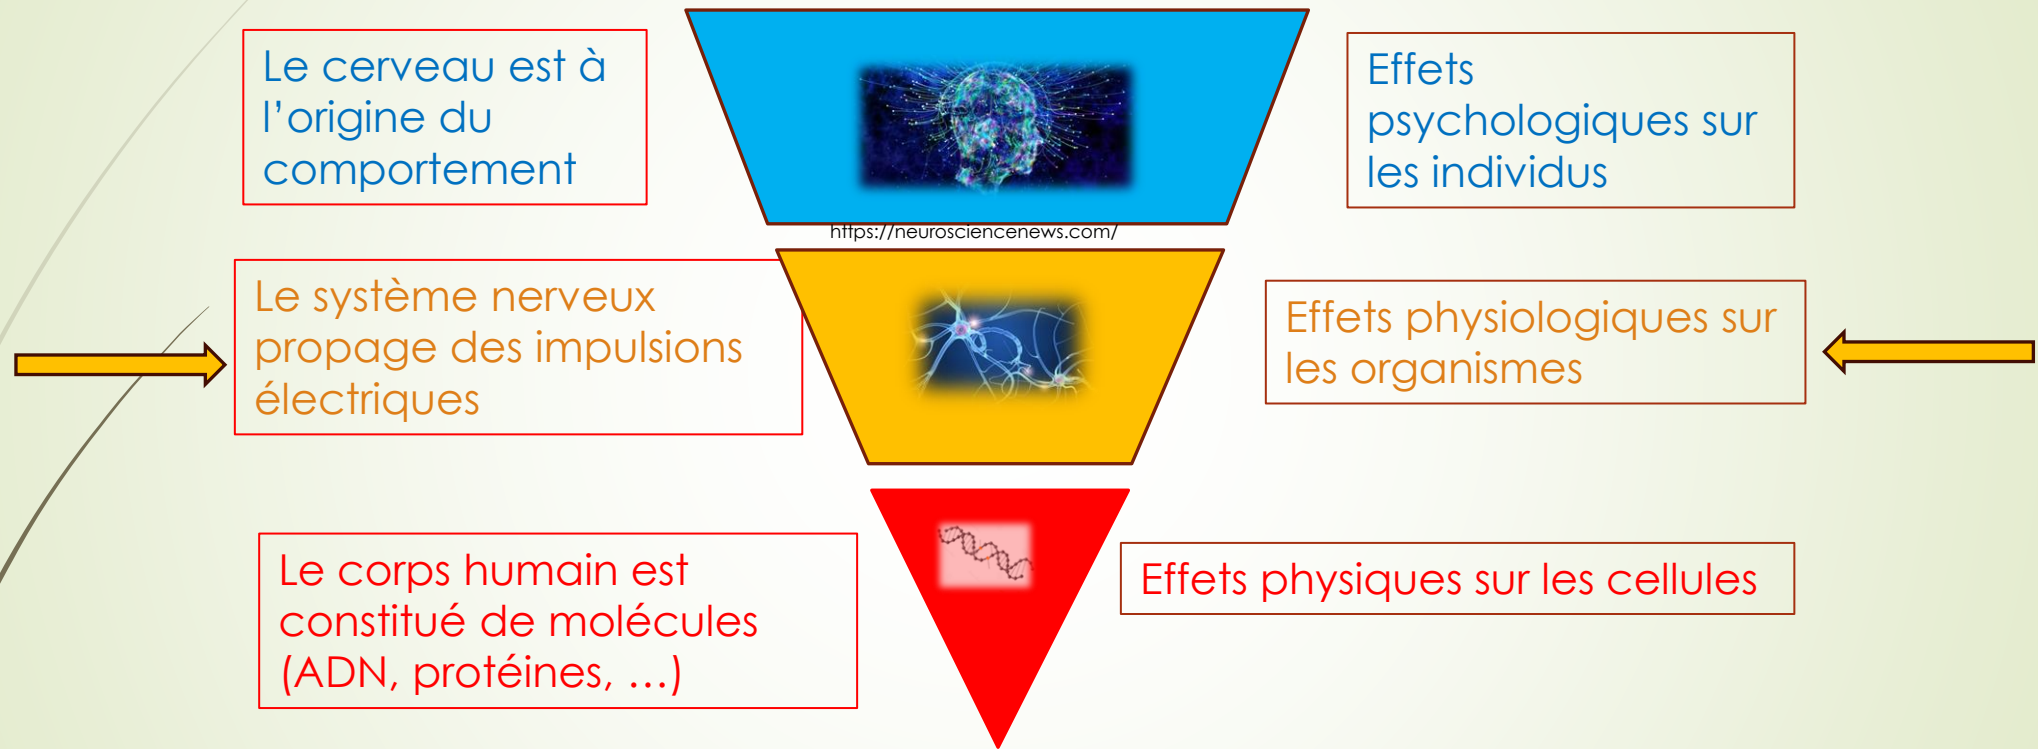 Le cerveau est à
l’origine du
comportement
Effets
psychologiques sur
les individus
https://neurosciencenews.com/
Le système nerveux
propage des impulsions
électriques
Effets physiologiques sur
les organismes
Le corps humain est
constitué de molécules
(ADN, protéines, …)
Effets physiques sur les cellules